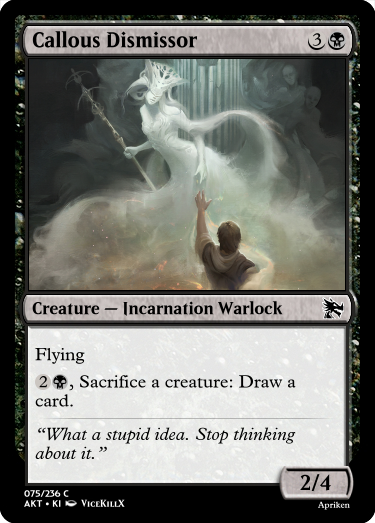 Callous Dismissor 3
Creature — Incarnation Warlock
Flying
2, Sacrifice a creature: Draw a
card.
“What a stupid idea. Stop thinking
about it.”
2/4
075/236 C
AKT • KI VICEKILLX
Apriken